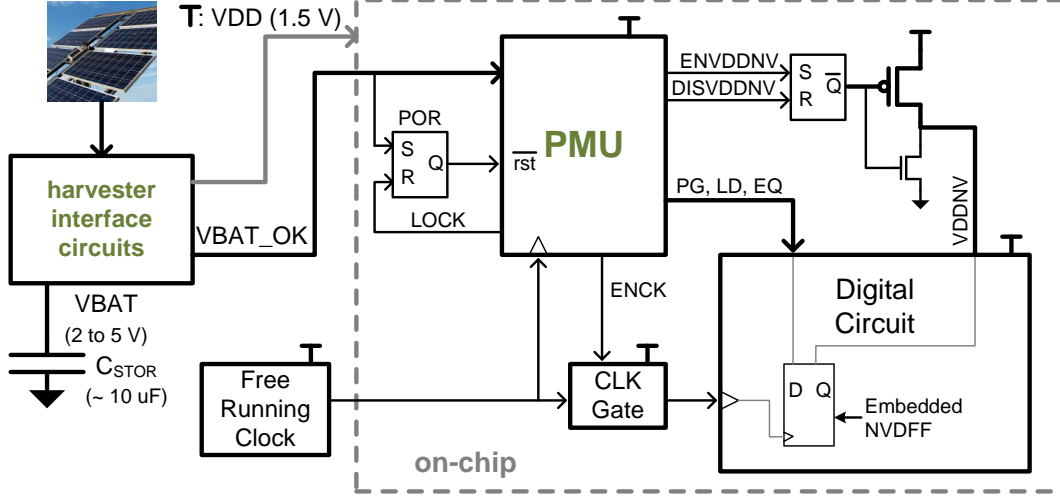 T: VDD (1.5 V)
harvester
interface
circuits
VBAT_OK
VBAT
(2 to 5 V)
CSTOR
(~ 10 uF)
POR
S
R
Q
LOCK
PMU
rst
ENVDDNV
DISVDDNV
S
R
Q
PG, LD, EQ
VDDNV
ENCK
Free
Running
Clock
CLK
Gate
Digital
Circuit
D Q
Embedded
NVDFF
on-chip